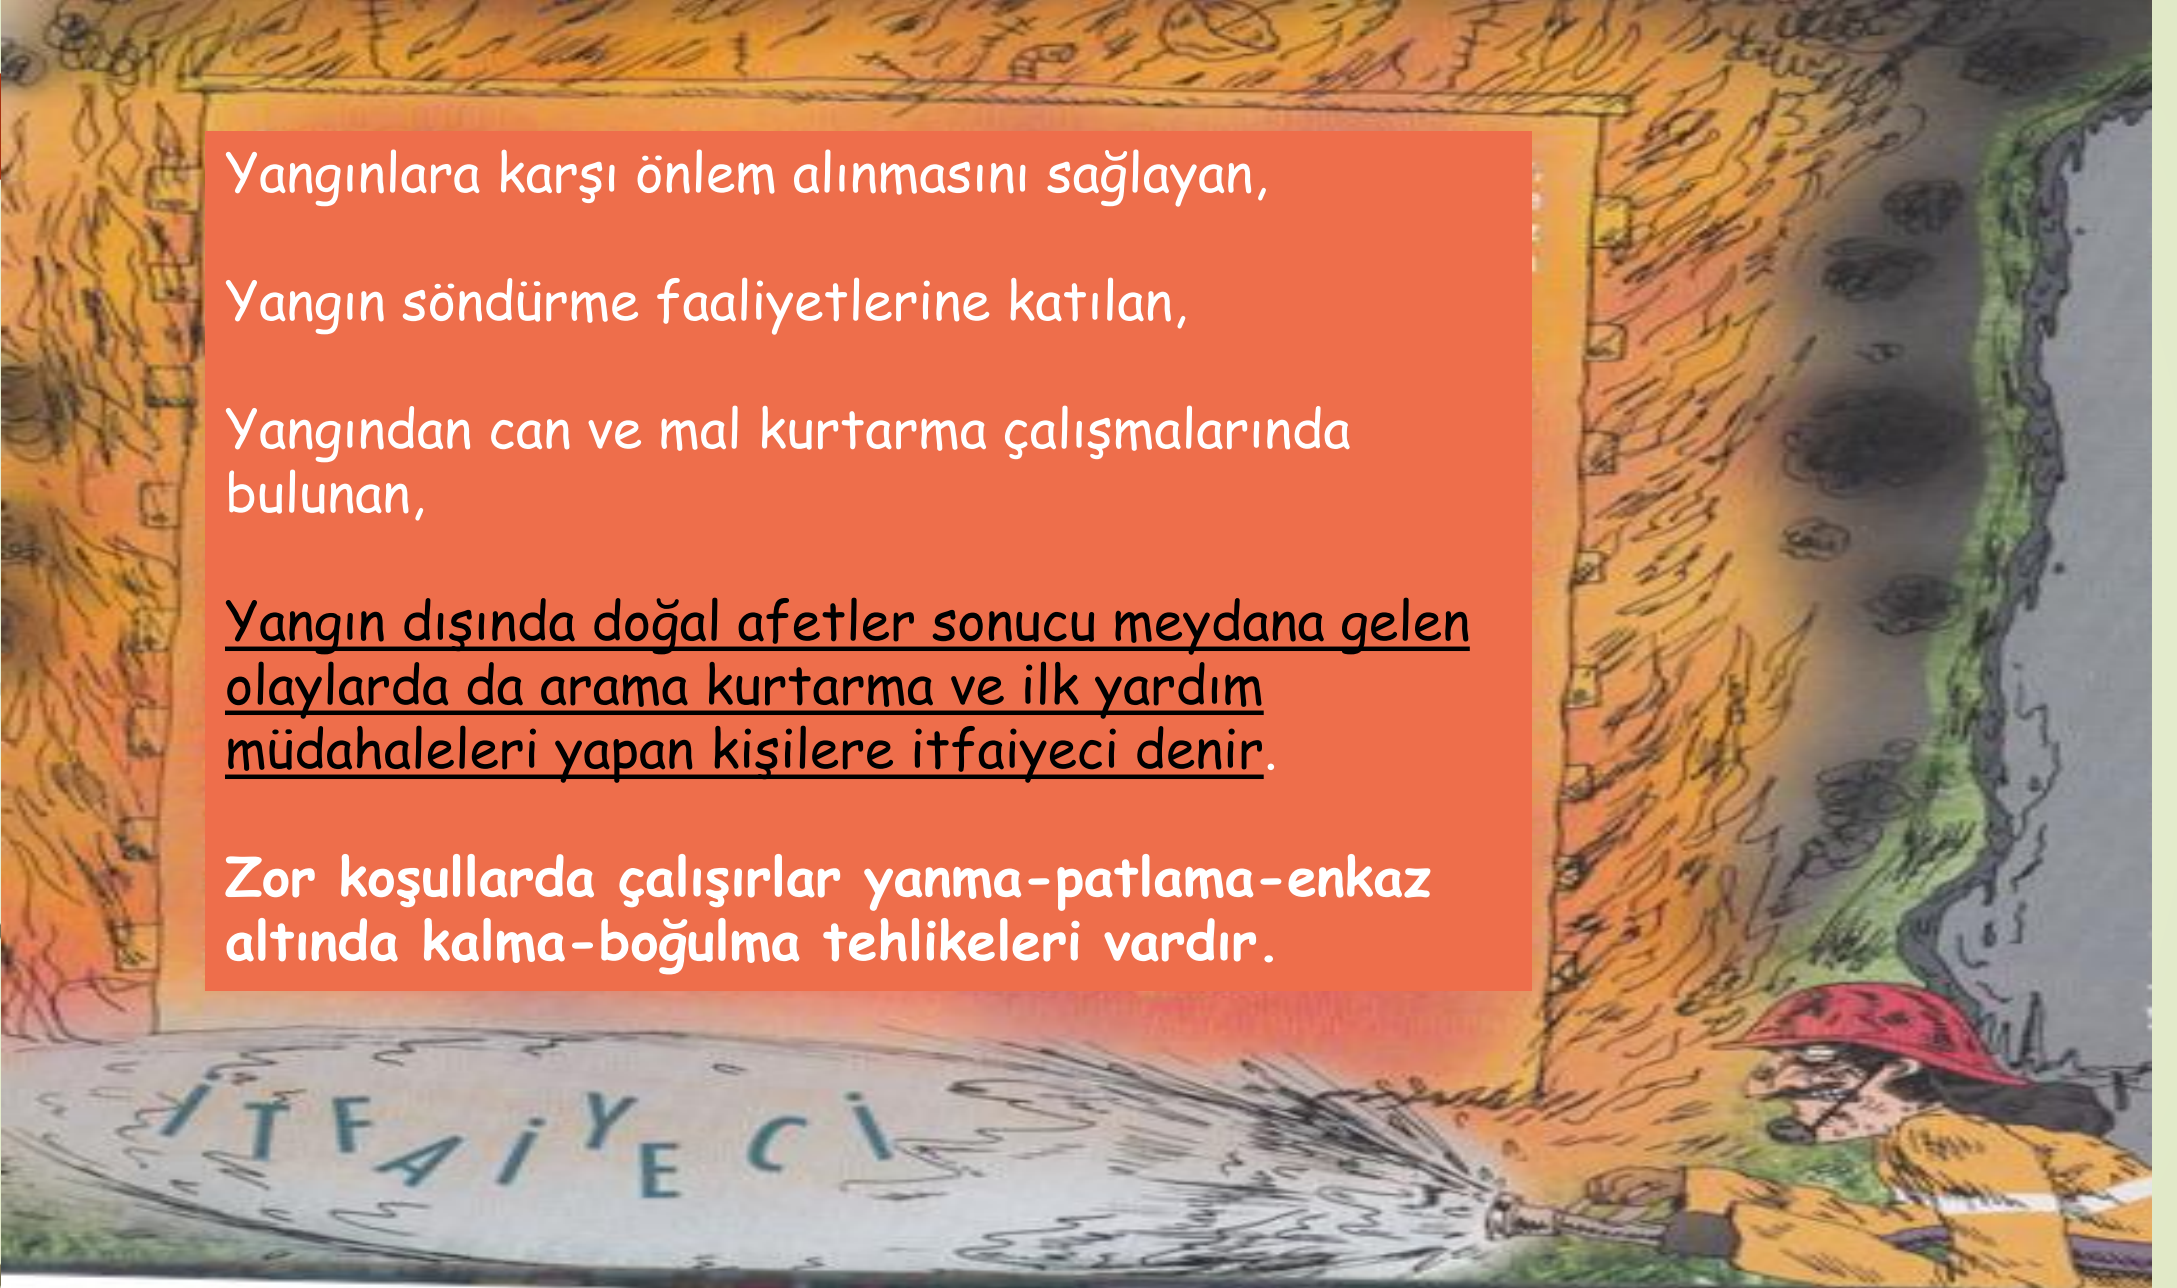 Yangınlara karşı önlem alınmasını sağlayan,
Yangın söndürme faaliyetlerine katılan,
Yangından can ve mal kurtarma çalışmalarında
bulunan,
Yangın dışında doğal afetler sonucu meydana gelen
olaylarda da arama kurtarma ve ilk yardım
müdahaleleri yapan kişilere itfaiyeci denir.
Zor koşullarda çalışırlar yanma-patlama-enkaz
altında kalma-boğulma tehlikeleri vardır.
İTFAİYECİ